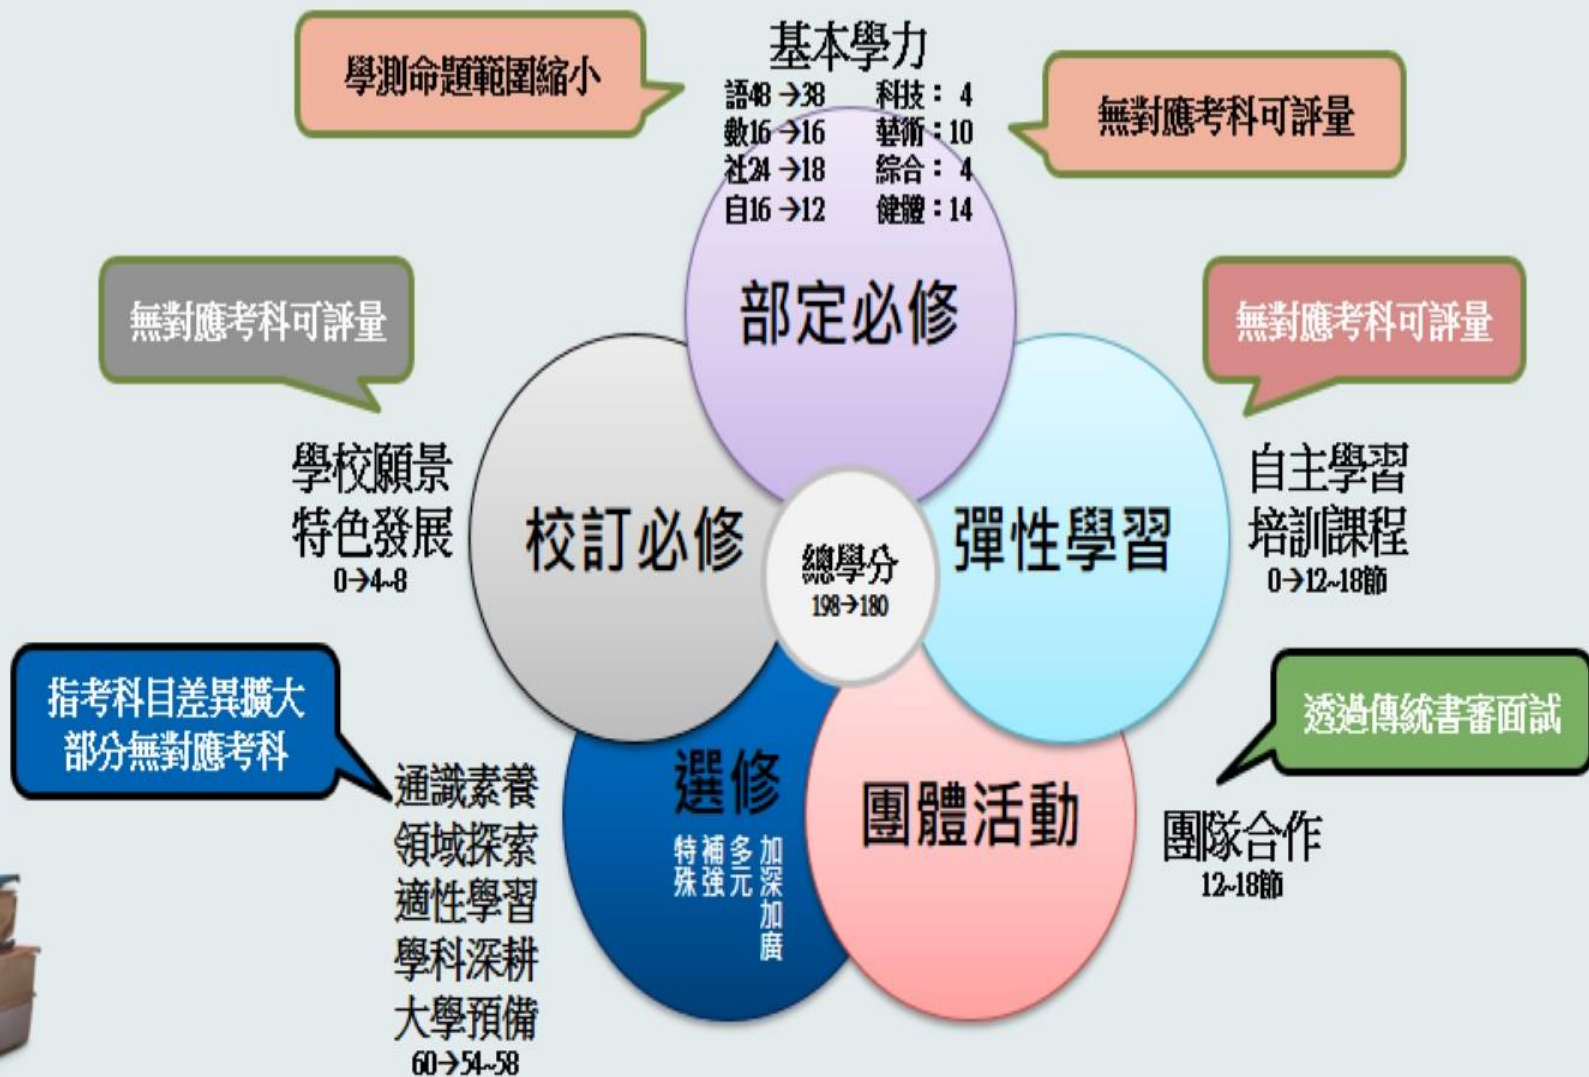 基本學力
學測命題範圍縮小
語48→38 科技：4
數16→16 藝術：10
社24→18 綜合：4
自16→12 健體：14
無對應考科可評量
部定必修
無對應考科可評量
無對應考科可評量
學校願景
特色發展
0→4~8
校訂必修
總學分
198→180
彈性學習
自主學習
培訓課程
0→12~18節
指考科目差異擴大
部分無對應考科
通識素養
領域探索
適性學習
學科深耕
大學預備
60→54~58
選修
加深加廣
多元
補強
特殊
團體活動
透過傳統書審面試
團隊合作
12~18節